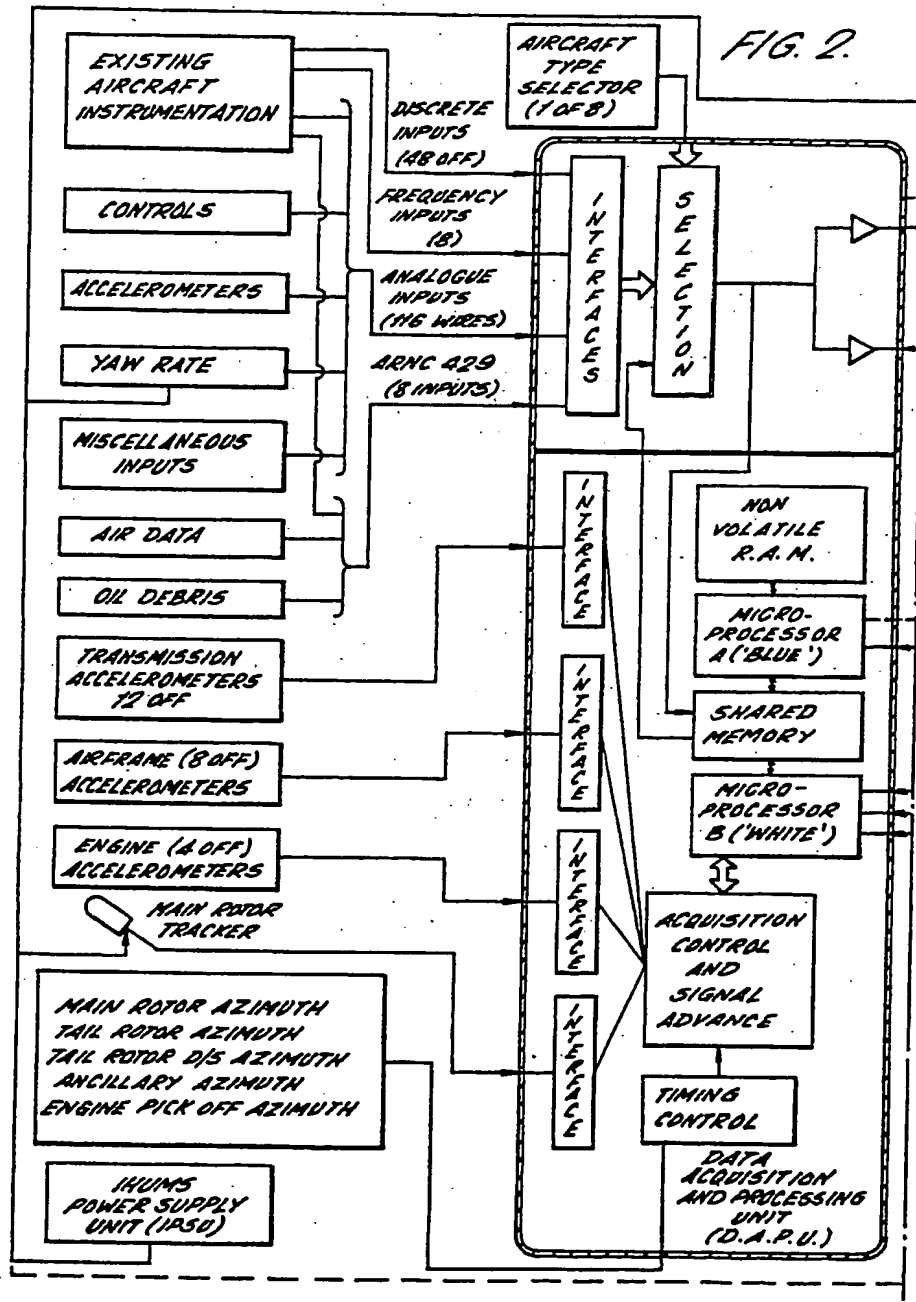 FIG. 2.
EXISTING
AIRCRAFT
INSTRUMENTATION
CONTROLS
ACCELEROMETERS
YAW RATE
MISCELLANEOUS
INPUTS
AIR DATA
OIL DEBRIS
TRANSMISSION
ACCELEROMETERS
12 OFF
AIRFRAME (8 OFF)
ACCELEROMETERS
ENGINE (4 OFF)
ACCELEROMETERS
MAIN ROTOR
TRACKER
MAIN ROTOR AZIMUTH
TAIL ROTOR AZIMUTH
TAIL ROTOR D/S AZIMUTH
ANCILLARY AZIMUTH
ENGINE PICK OFF AZIMUTH
IHUMS
POWER SUPPLY
UNIT (IPSU)
DISCRETE
INPUTS
(48 OFF)
FREQUENCY
INPUTS
(8)
ANALOGUE
INPUTS
(116 WIRES)
ARNC 429
(8 INPUTS)
AIRCRAFT
TYPE
SELECTOR
(1 OF 8)
INTERFACES
SELECTION
INTERFACE
INTERFACE
INTERFACE
INTERFACE
NON
VOLATILE
R.A.M.
MICRO-
PROCESSOR
A ('BLUE')
SHARED
MEMORY
MICRO-
PROCESSOR
B ('WHITE')
ACQUISITION
CONTROL
AND
SIGNAL
ADVANCE
TIMING
CONTROL
DATA
ACQUISITION
AND PROCESSING
UNIT
(D.A.P.U.)